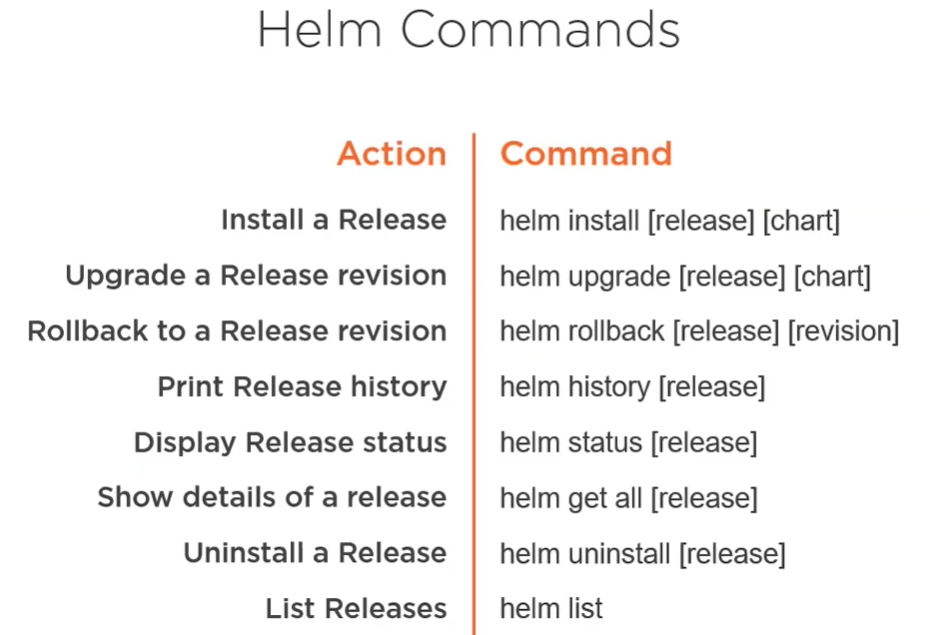 Helm Commands
Action Command
Install a Release helm install [release] [chart]
Upgrade a Release revision helm upgrade [release] [chart]
Rollback to a Release revision helm rollback [release] [revision]
Print Release history helm history [release]
Display Release status helm status [release]
Show details of a release helm get all [release]
Uninstall a Release helm uninstall [release]
List Releases helm list